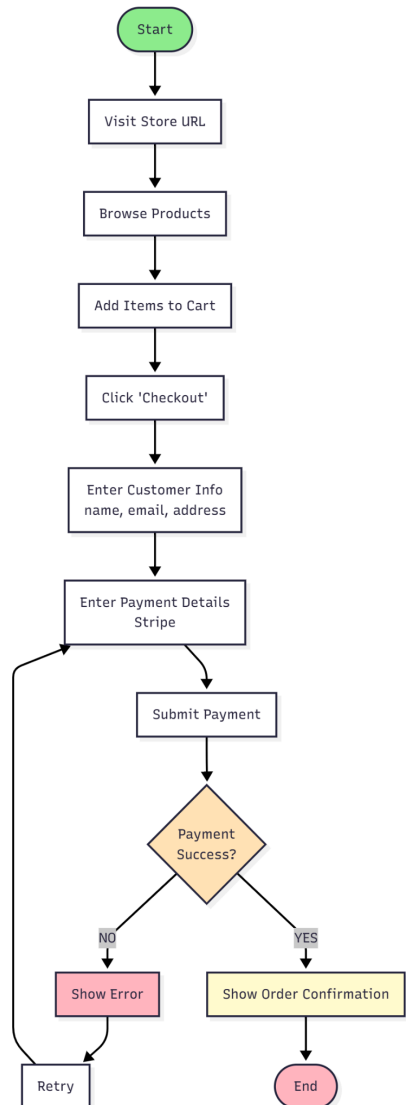 Start
Visit Store URL
Browse Products
Add Items to Cart
Click 'Checkout'
Enter Customer Info
name, email, address
Enter Payment Details
Stripe
Submit Payment
Payment
Success?
NO
YES
Show Error
Show Order Confirmation
Retry
End